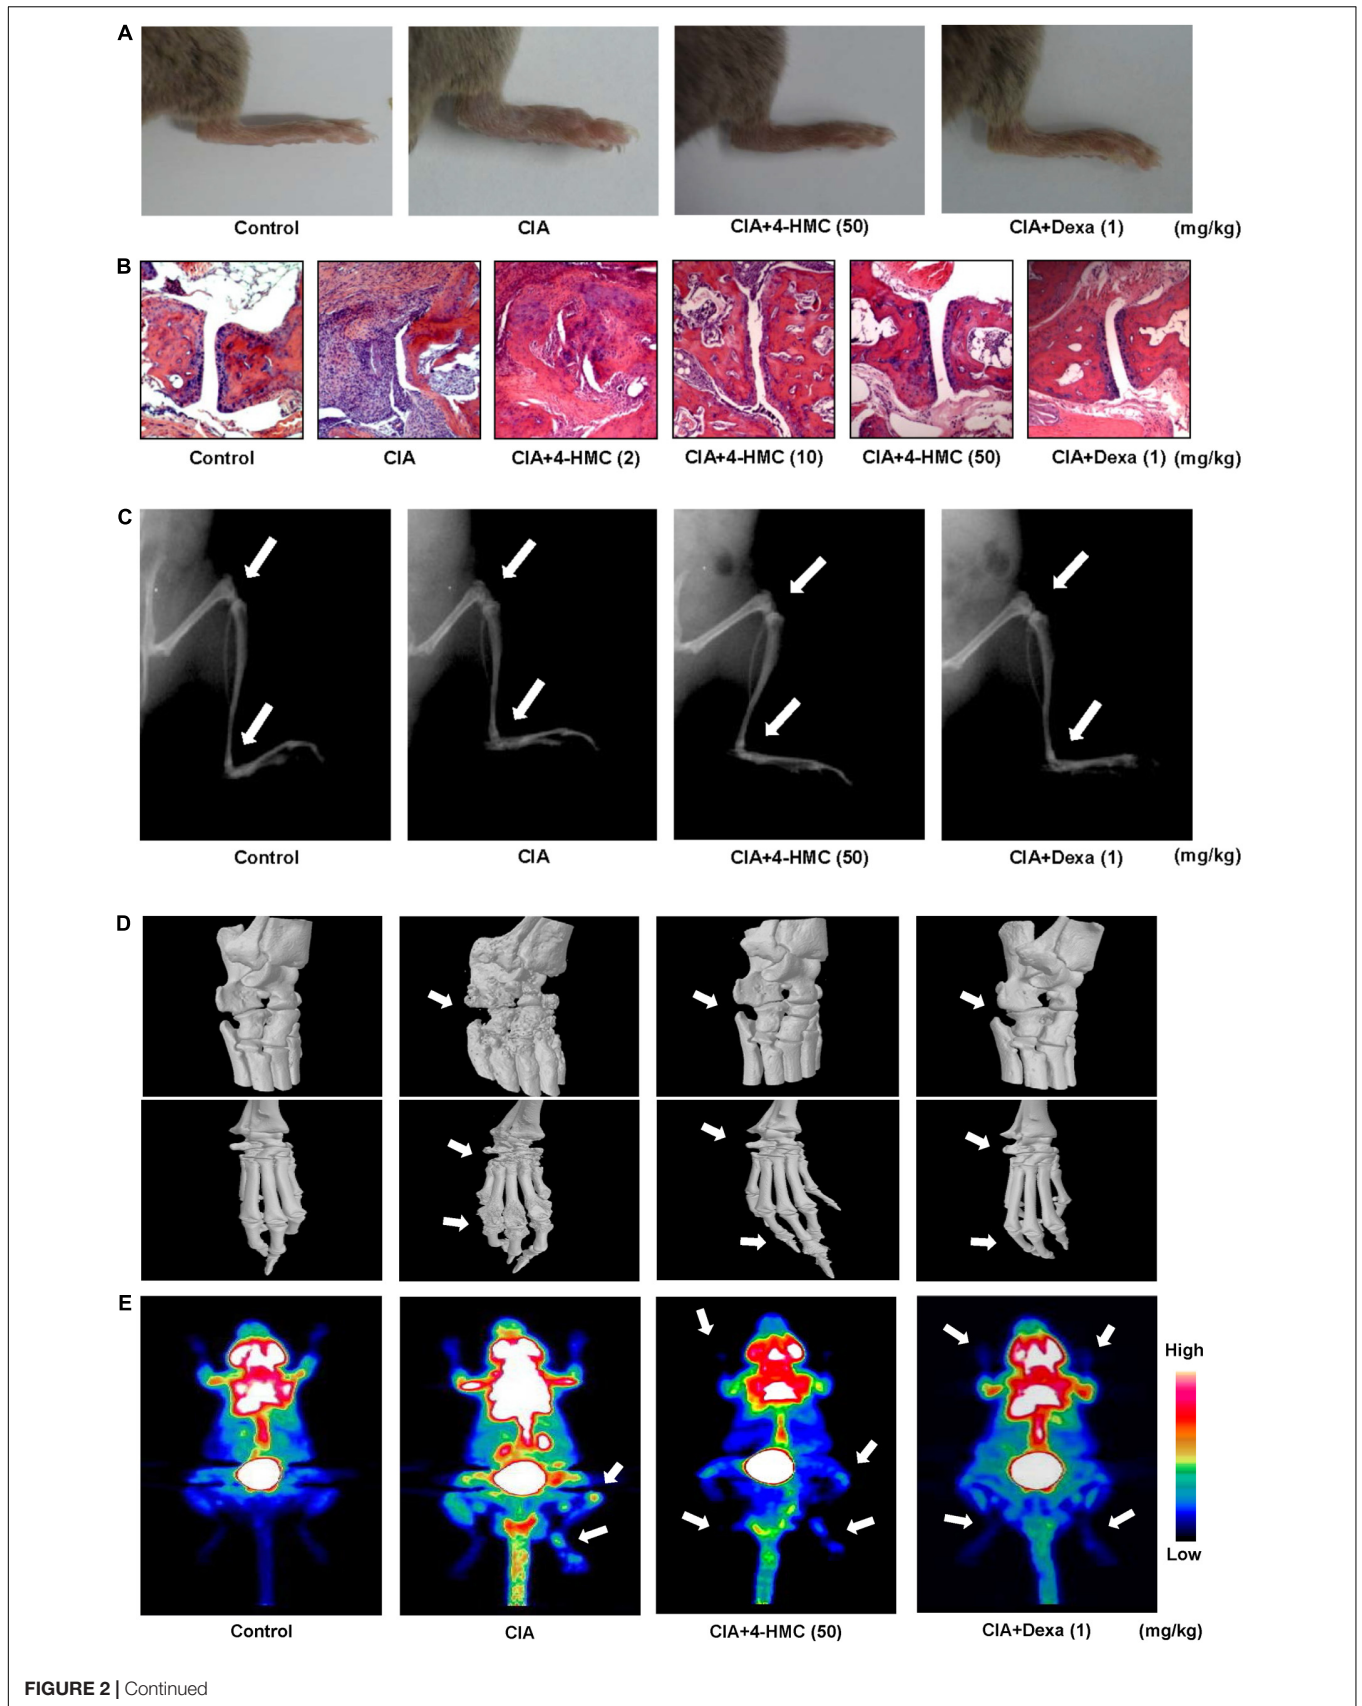 A
Control CIA CIA+4-HMC (50) CIA+Dexa (1) (mg/kg)
B
Control CIA CIA+4-HMC (2) CIA+4-HMC (10) CIA+4-HMC (50) CIA+Dexa (1) (mg/kg)
C
Control CIA CIA+4-HMC (50) CIA+Dexa (1) (mg/kg)
D
E
High
Low
Control CIA CIA+4-HMC (50) CIA+Dexa (1) (mg/kg)
FIGURE 2 | Continued